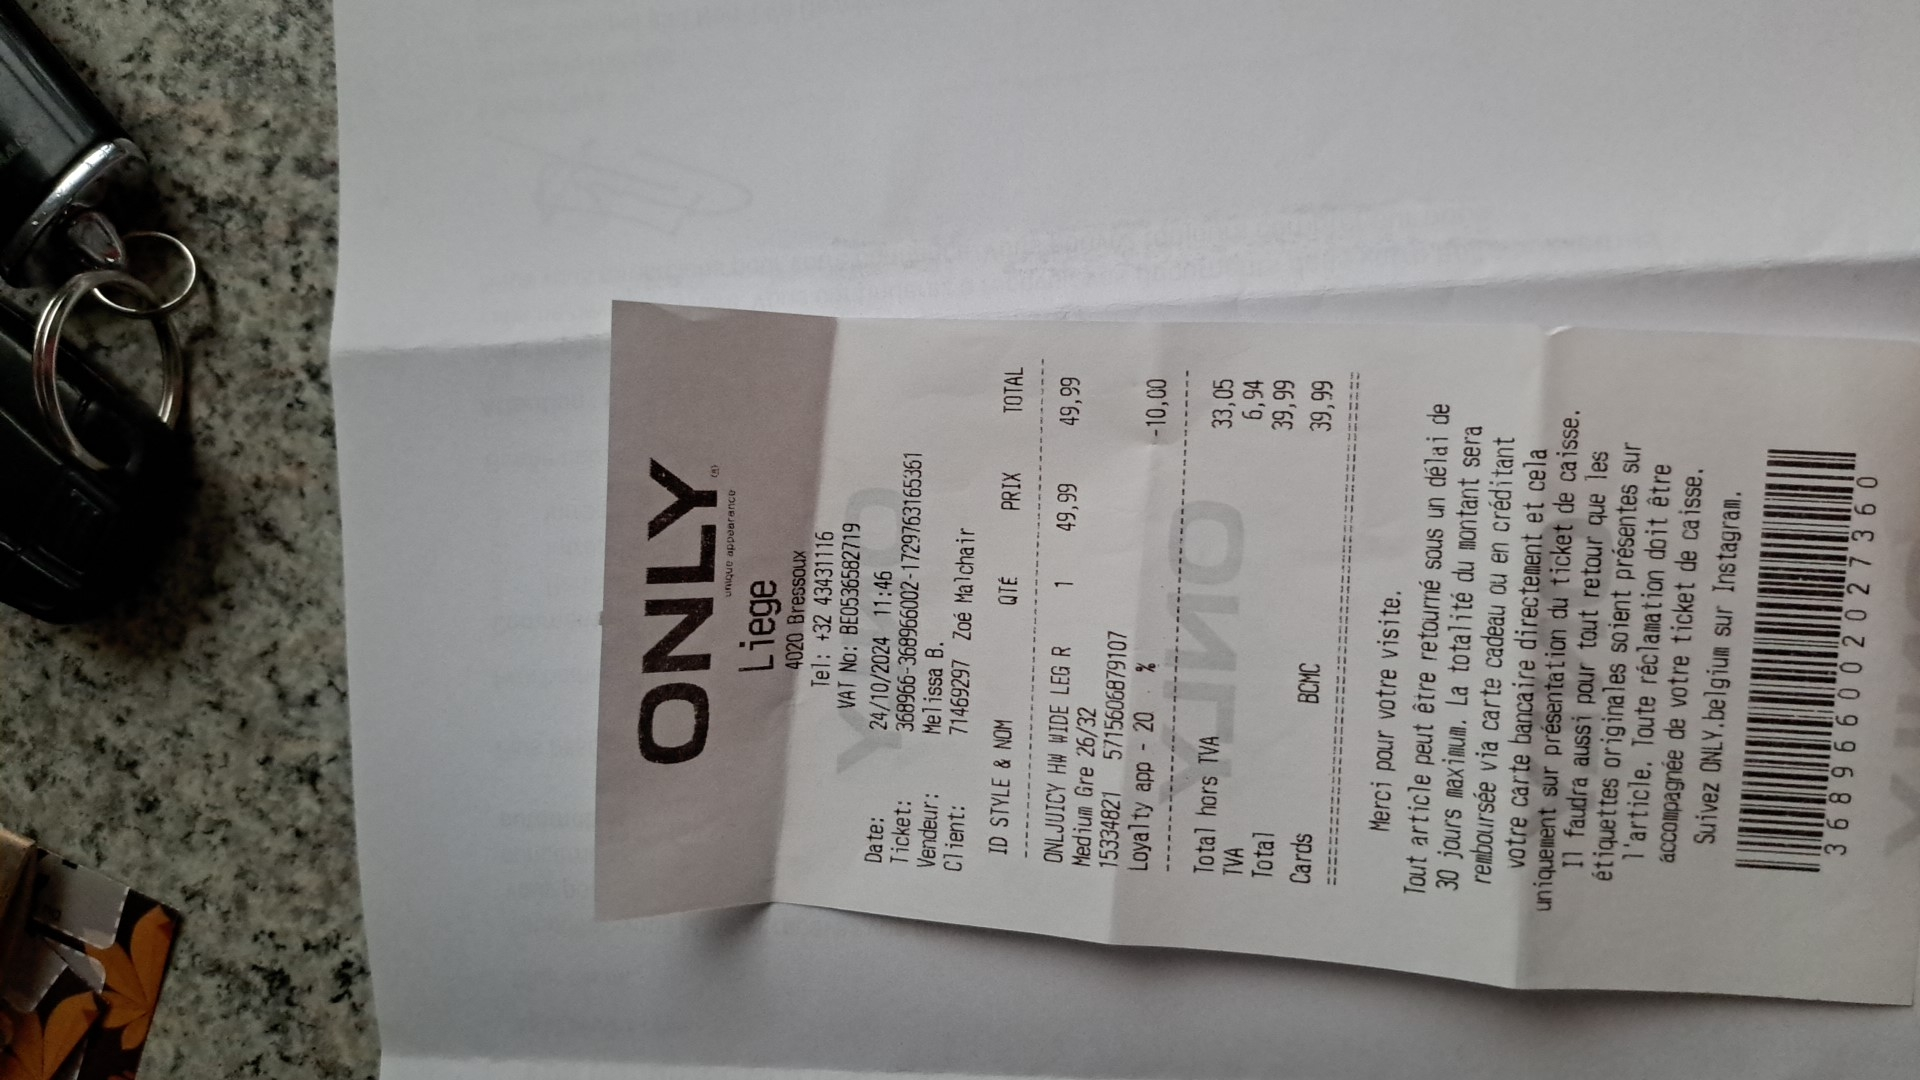 ONLY
unique appearance
Liege
4020 Bressoux
Tel: +32 43431116
VAT No: BE0536582719
Date: 24/10/2024 11:46
Ticket: 368966-368966002-1729763165361
Vendeur: Melissa B.
Client: 71469297 Zoé Malchair
ID STYLE & NOM QTÉ PRIX TOTAL
ONLJUICY HW WIDE LEG R 1 49,99 49,99
Medium Gre 26/32
15334821 5715606879107
Loyalty app - 20 % -10,00
Total hors TVA 33,05
TVA 6,94
Total 39,99
Cards BCMC 39,99
Merci pour votre visite.
Tout article peut être retourné sous un délai de
30 jours maximum. La totalité du montant sera
remboursée via carte cadeau ou en créditant
votre carte bancaire directement et cela
uniquement sur présentation du ticket de caisse.
Il faudra aussi pour tout retour que les
étiquettes originales soient présentes sur
l'article. Toute réclamation doit être
accompagnée de votre ticket de caisse.
Suivez ONLY.belgium sur Instagram.
368966002027360